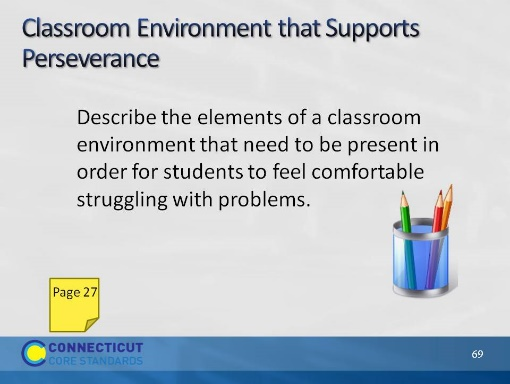 Classroom Environment that Supports
Perseverance
Describe the elements of a classroom
environment that need to be present in
order for students to feel comfortable
struggling with problems.
Page 27
CONNECTICUT
CORE STANDARDS
69